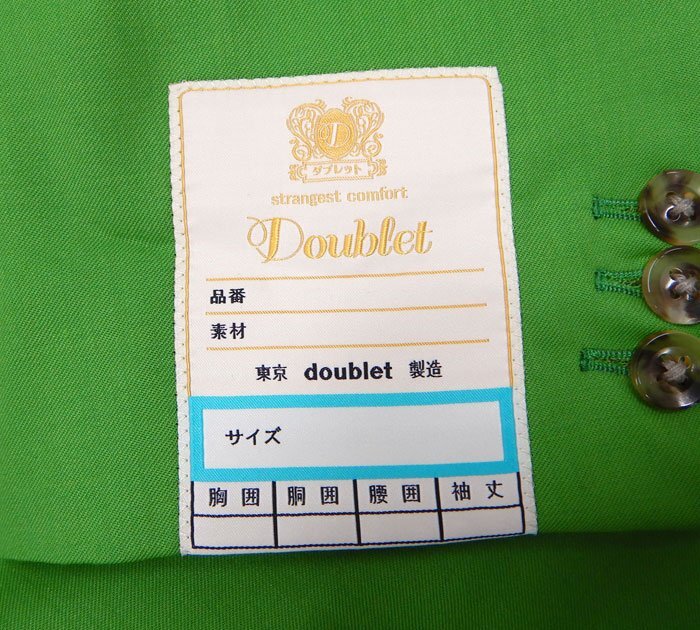 D
ダブレット
strangest comfort
Doublet
品番
素材
東京 doublet 製造
サイズ
胸囲 胴囲 腰囲 袖丈